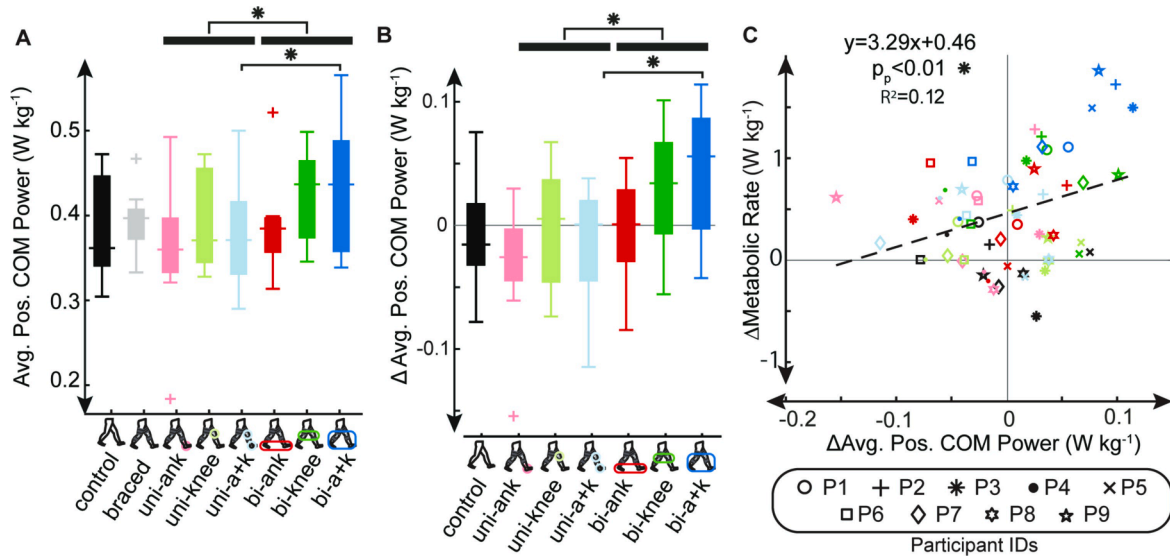 A
Avg. Pos. COM Power (W kg⁻¹)
0.5
0.4
0.3
0.2
*
*
control
braced
uni-ank
uni-knee
uni-a+k
bi-ank
bi-knee
bi-a+k
B
Δ Avg. Pos. COM Power (W kg⁻¹)
0.1
0
-0.1
*
*
control
uni-ank
uni-knee
uni-a+k
bi-ank
bi-knee
bi-a+k
C
y=3.29x+0.46
pₚ<0.01 *
R²=0.12
ΔMetabolic Rate (W kg⁻¹)
1
0
-1
-0.2
-0.1
0
0.1
ΔAvg. Pos. COM Power (W kg⁻¹)
P1 P2 P3 P4 P5
P6 P7 P8 P9
Participant IDs